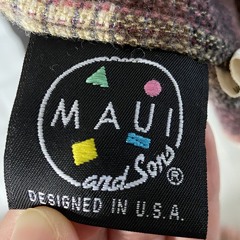 MAUI
and Sons ®
DESIGNED IN U.S.A.